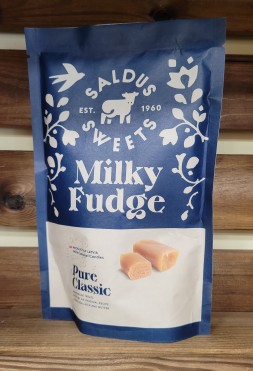 SALDUS
EST. 1960
SWEETS
Milky
Fudge
Pure
Classic